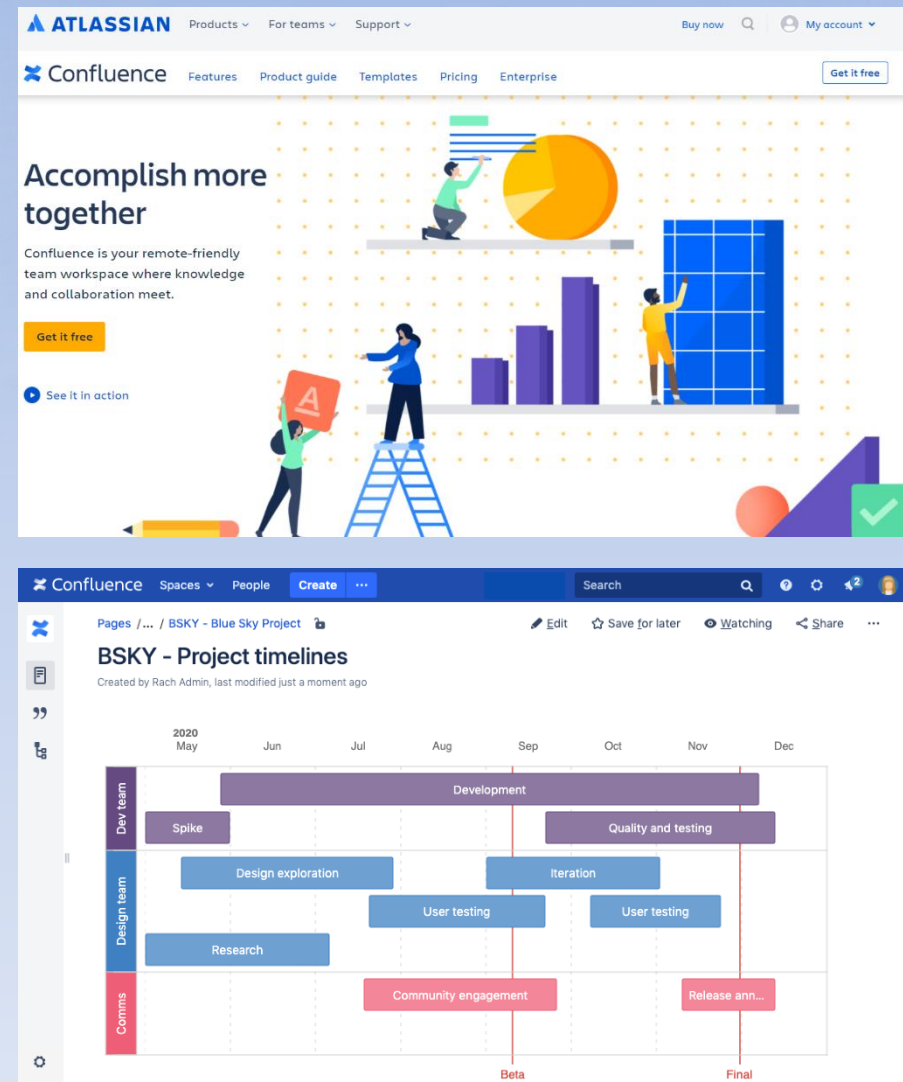 ATLASSIAN Products For teams Support Buy now My account
Confluence Features Product guide Templates Pricing Enterprise Get it free
Accomplish more
together
Confluence is your remote-friendly
team workspace where knowledge
and collaboration meet.
Get it free
See it in action
A
Confluence Spaces People Create ... Search 2
Pages /... / BSKY - Blue Sky Project Edit Save for later Watching Share ...
BSKY - Project timelines
Created by Rach Admin, last modified just a moment ago
2020
May Jun Jul Aug Sep Oct Nov Dec
Dev team
Development
Spike Quality and testing
Design team
Design exploration Iteration
User testing User testing
Research
Comms
Community engagement Release ann...
Beta Final